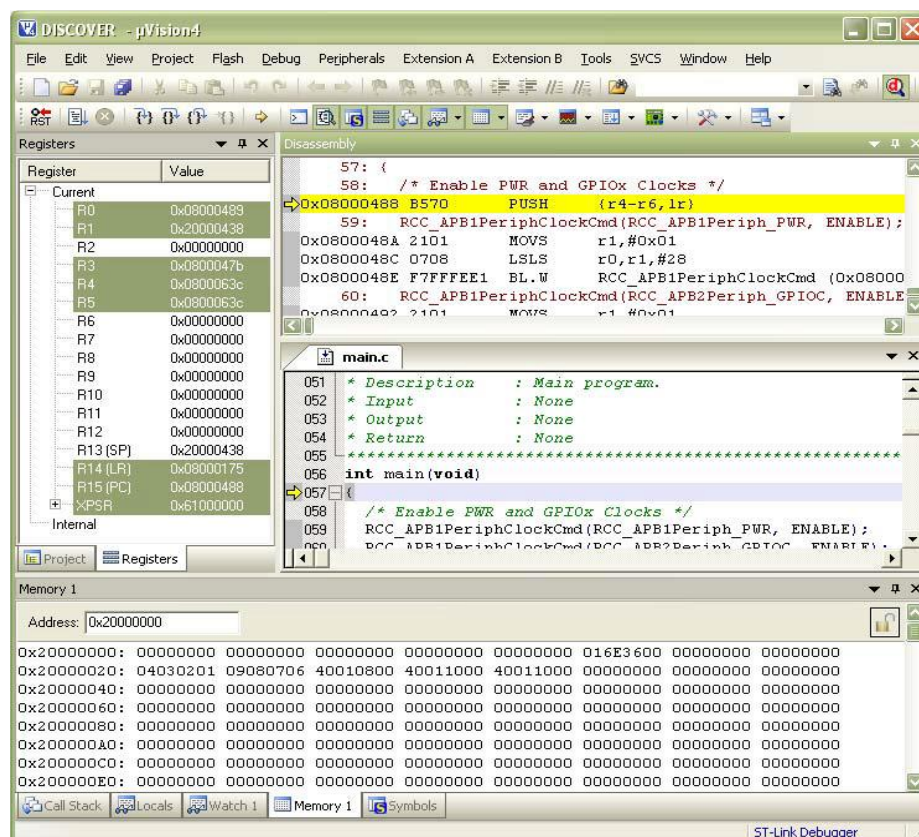 DISCOVER - µVision4
File Edit View Project Flash Debug Peripherals Extension A Extension B Tools SVCS Window Help
RST
Registers
Register Value
Current
R0 0x08000489
R1 0x20000438
R2 0x00000000
R3 0x0800047b
R4 0x0800063c
R5 0x0800063c
R6 0x00000000
R7 0x00000000
R8 0x00000000
R9 0x00000000
R10 0x00000000
R11 0x00000000
R12 0x00000000
R13 (SP) 0x20000438
R14 (LR) 0x08000175
R15 (PC) 0x08000488
XPSR 0x61000000
Internal
Project Registers
Disassembly
57: {
58: /* Enable PWR and GPIOx Clocks */
0x08000488 B570 PUSH {r4-r6,lr}
59: RCC_APB1PeriphClockCmd(RCC_APB1Periph_PWR, ENABLE);
0x0800048A 2101 MOVS r1,#0x01
0x0800048C 0708 LSLS r0,r1,#28
0x0800048E F7FFFEE1 BL.W RCC_APB1PeriphClockCmd (0x08000
60: RCC_APB1PeriphClockCmd(RCC_APB2Periph_GPIOC, ENABLE
0x08000492 2101 MOVS r1,#0x01
main.c
051 * Description : Main program.
052 * Input : None
053 * Output : None
054 * Return : None
055 *************************************************************
056 int main(void)
057 {
058 /* Enable PWR and GPIOx Clocks */
059 RCC_APB1PeriphClockCmd(RCC_APB1Periph_PWR, ENABLE);
060 RCC_APB1PeriphClockCmd(RCC_APB2Periph_GPIOC, ENABLE);
Memory 1
Address: 0x20000000
0x20000000: 00000000 00000000 00000000 00000000 00000000 016E3600 00000000 00000000
0x20000020: 04030201 09080706 40010800 40011000 40011000 00000000 00000000 00000000
0x20000040: 00000000 00000000 00000000 00000000 00000000 00000000 00000000 00000000
0x20000060: 00000000 00000000 00000000 00000000 00000000 00000000 00000000 00000000
0x20000080: 00000000 00000000 00000000 00000000 00000000 00000000 00000000 00000000
0x200000A0: 00000000 00000000 00000000 00000000 00000000 00000000 00000000 00000000
0x200000C0: 00000000 00000000 00000000 00000000 00000000 00000000 00000000 00000000
0x200000E0: 00000000 00000000 00000000 00000000 00000000 00000000 00000000 00000000
Call Stack Locals Watch 1 Memory 1 Symbols
ST-Link Debugger